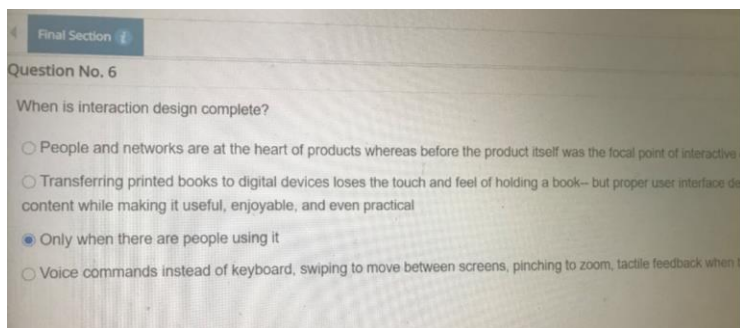 Final Section i
Question No. 6
When is interaction design complete?
People and networks are at the heart of products whereas before the product itself was the focal point of interactive
Transferring printed books to digital devices loses the touch and feel of holding a book-- but proper user interface
content while making it useful, enjoyable, and even practical
Only when there are people using it
Voice commands instead of keyboard, swiping to move between screens, pinching to zoom, tactile feedback when